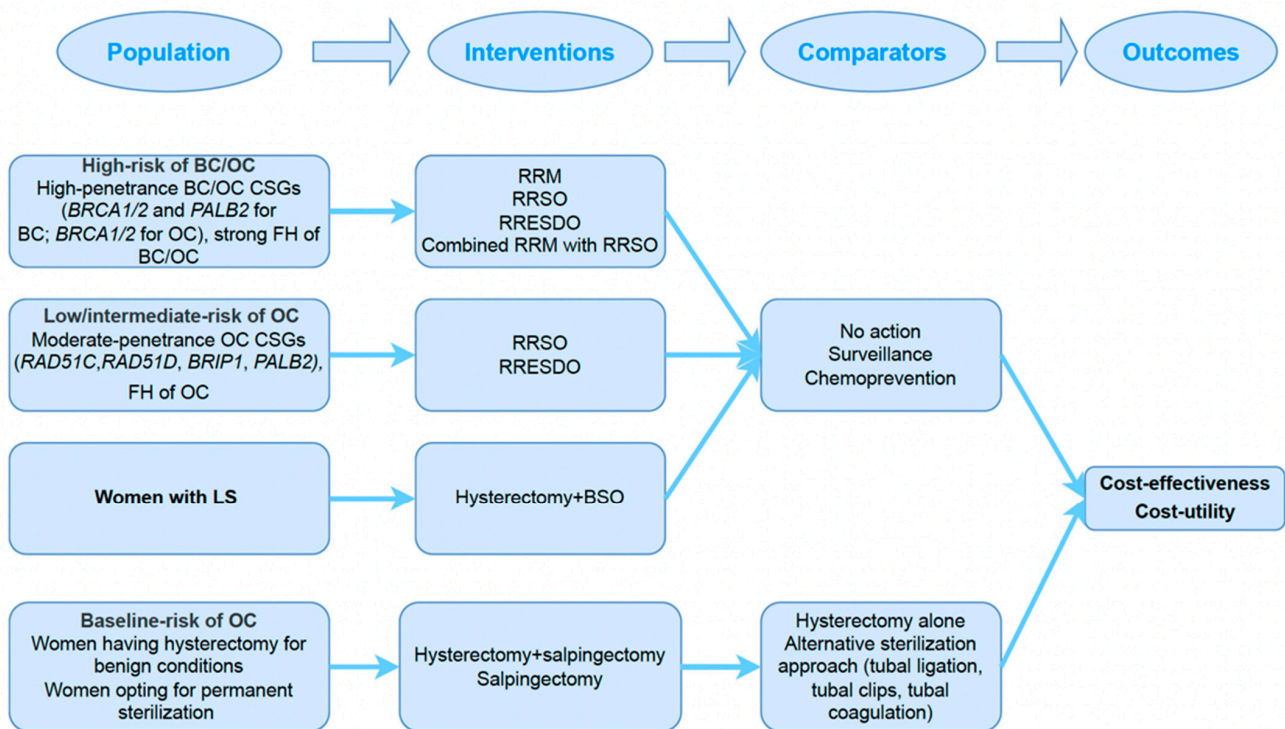 Population
Interventions
Comparators
Outcomes
High-risk of BC/OC
High-penetrance BC/OC CSGs
(BRCA1/2 and PALB2 for
BC; BRCA1/2 for OC), strong FH of
BC/OC
RRM
RRSO
RRESDO
Combined RRM with RRSO
Low/intermediate-risk of OC
Moderate-penetrance OC CSGs
(RAD51C,RAD51D, BRIP1, PALB2),
FH of OC
RRSO
RRESDO
No action
Surveillance
Chemoprevention
Women with LS
Hysterectomy+BSO
Cost-effectiveness
Cost-utility
Baseline-risk of OC
Women having hysterectomy for
benign conditions
Women opting for permanent
sterilization
Hysterectomy+salpingectomy
Salpingectomy
Hysterectomy alone
Alternative sterilization
approach (tubal ligation,
tubal clips, tubal
coagulation)